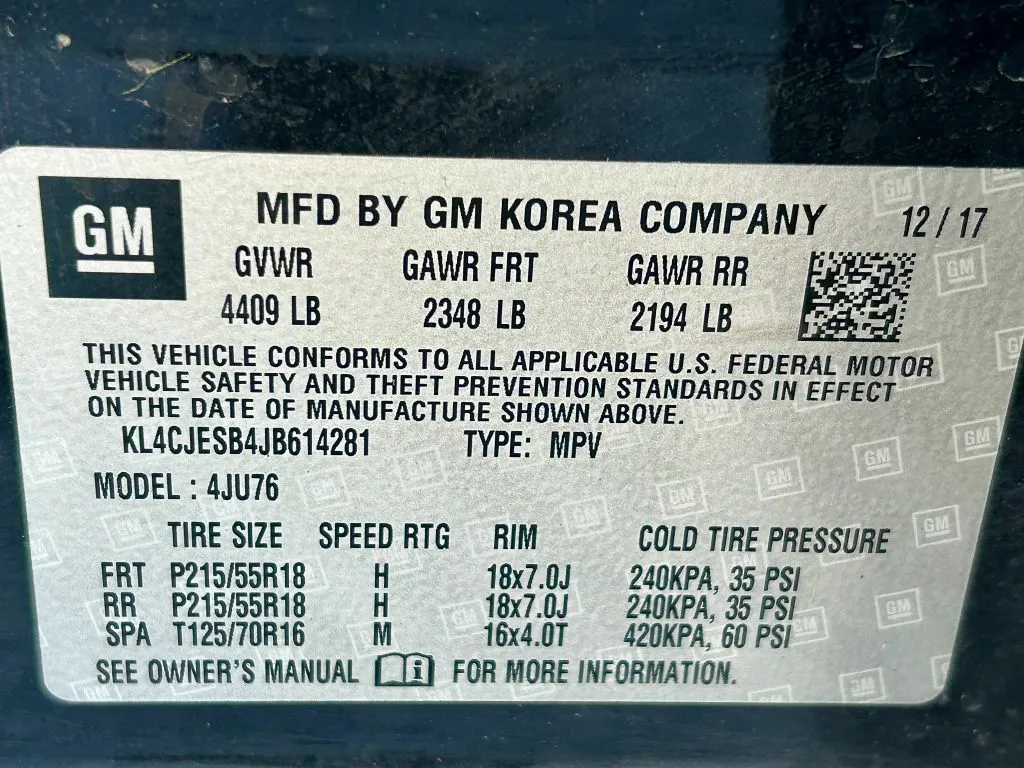 GM
MFD BY GM KOREA COMPANY 12/17
GVWR GAWR FRT GAWR RR
4409 LB 2348 LB 2194 LB
THIS VEHICLE CONFORMS TO ALL APPLICABLE U.S. FEDERAL MOTOR
VEHICLE SAFETY AND THEFT PREVENTION STANDARDS IN EFFECT
ON THE DATE OF MANUFACTURE SHOWN ABOVE.
KL4CJESB4JB614281 TYPE: MPV
MODEL : 4JU76
TIRE SIZE SPEED RTG RIM COLD TIRE PRESSURE
FRT P215/55R18 H 18x7.0J 240KPA, 35 PSI
RR P215/55R18 H 18x7.0J 240KPA, 35 PSI
SPA T125/70R16 M 16x4.0T 420KPA, 60 PSI
SEE OWNER'S MANUAL i FOR MORE INFORMATION.